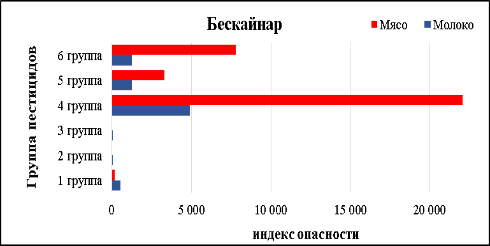 Бескайнар
Мясо Молоко
Группа пестицидов
6 группа
5 группа
4 группа
3 группа
2 группа
1 группа
0 5 000 10 000 15 000 20 000
индекс опасности